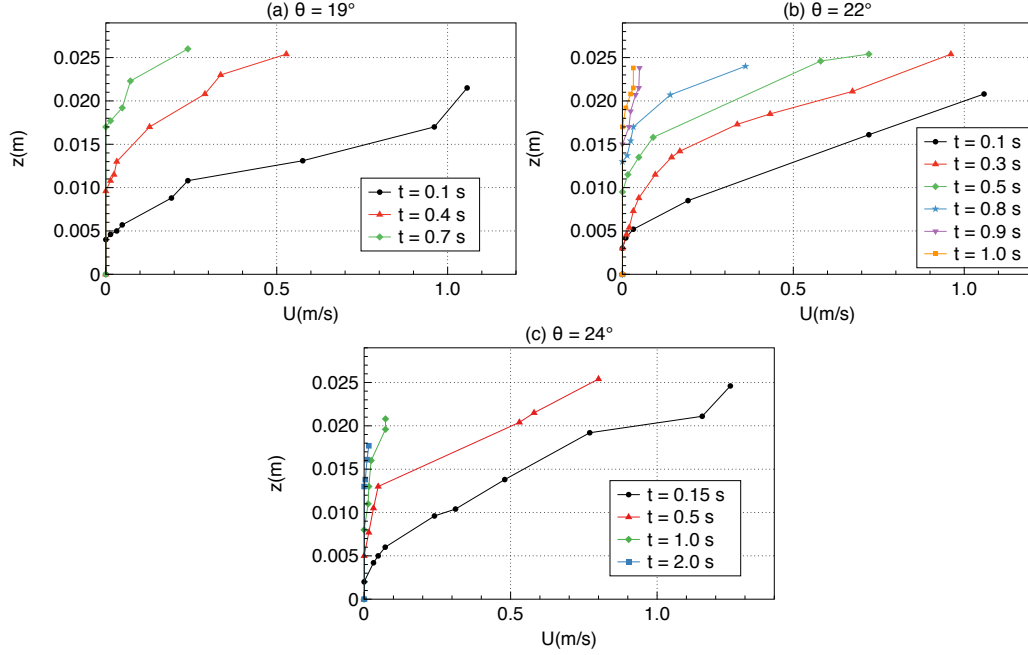 (a) θ = 19°
z(m)
0.025
0.020
0.015
0.010
0.005
0
0 0.5 1.0
U(m/s)
t = 0.1 s
t = 0.4 s
t = 0.7 s
(b) θ = 22°
z(m)
0.025
0.020
0.015
0.010
0.005
0
0 0.5 1.0
U(m/s)
t = 0.1 s
t = 0.3 s
t = 0.5 s
t = 0.8 s
t = 0.9 s
t = 1.0 s
(c) θ = 24°
z(m)
0.025
0.020
0.015
0.010
0.005
0.000
0 0.5 1.0
U(m/s)
t = 0.15 s
t = 0.5 s
t = 1.0 s
t = 2.0 s